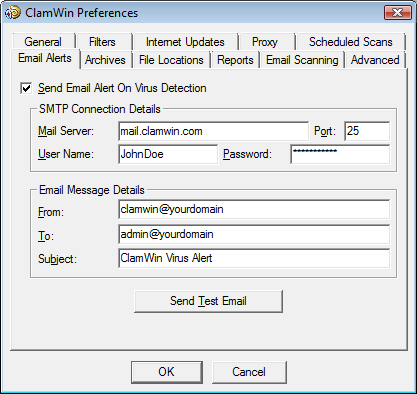 ClamWin Preferences
General Filters Internet Updates Proxy Scheduled Scans
Email Alerts Archives File Locations Reports Email Scanning Advanced
Send Email Alert On Virus Detection
SMTP Connection Details
Mail Server: mail.clamwin.com Port: 25
User Name: JohnDoe Password: ***********
Email Message Details
From: clamwin@yourdomain
To: admin@yourdomain
Subject: ClamWin Virus Alert
Send Test Email
OK Cancel